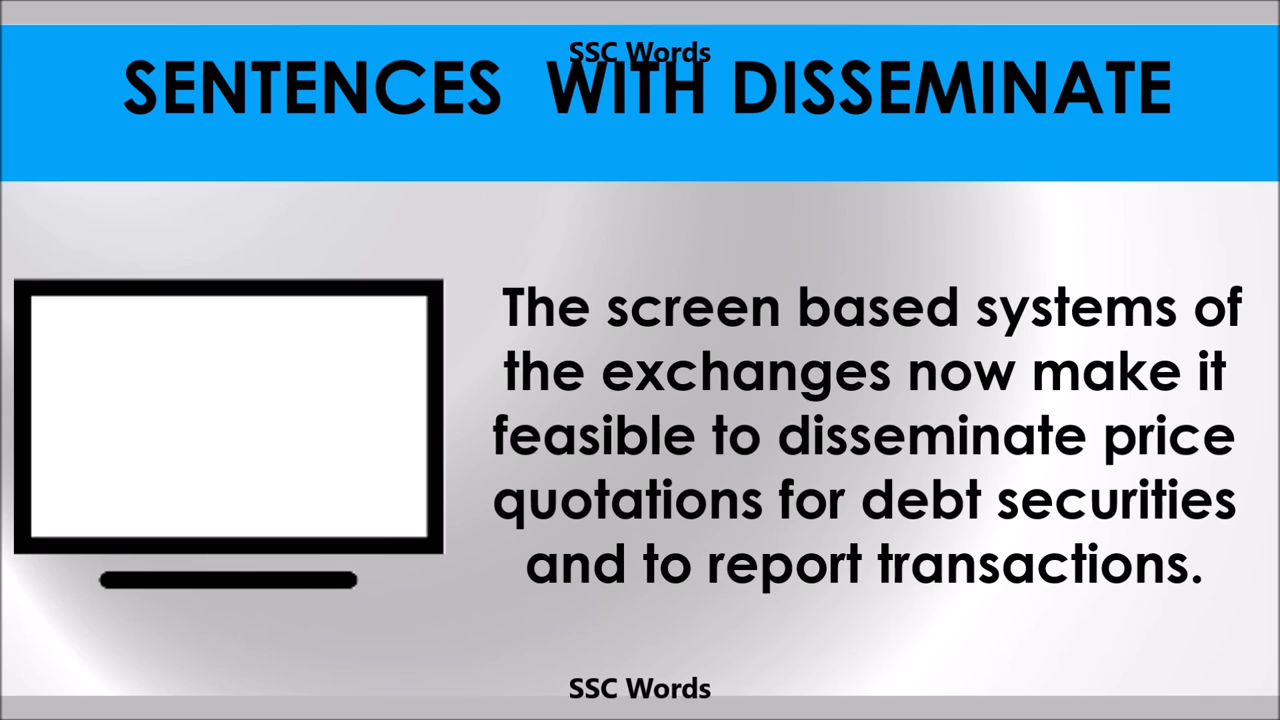 SSC Words
SENTENCES WITH DISSEMINATE
The screen based systems of
the exchanges now make it
feasible to disseminate price
quotations for debt securities
and to report transactions.
SSC Words